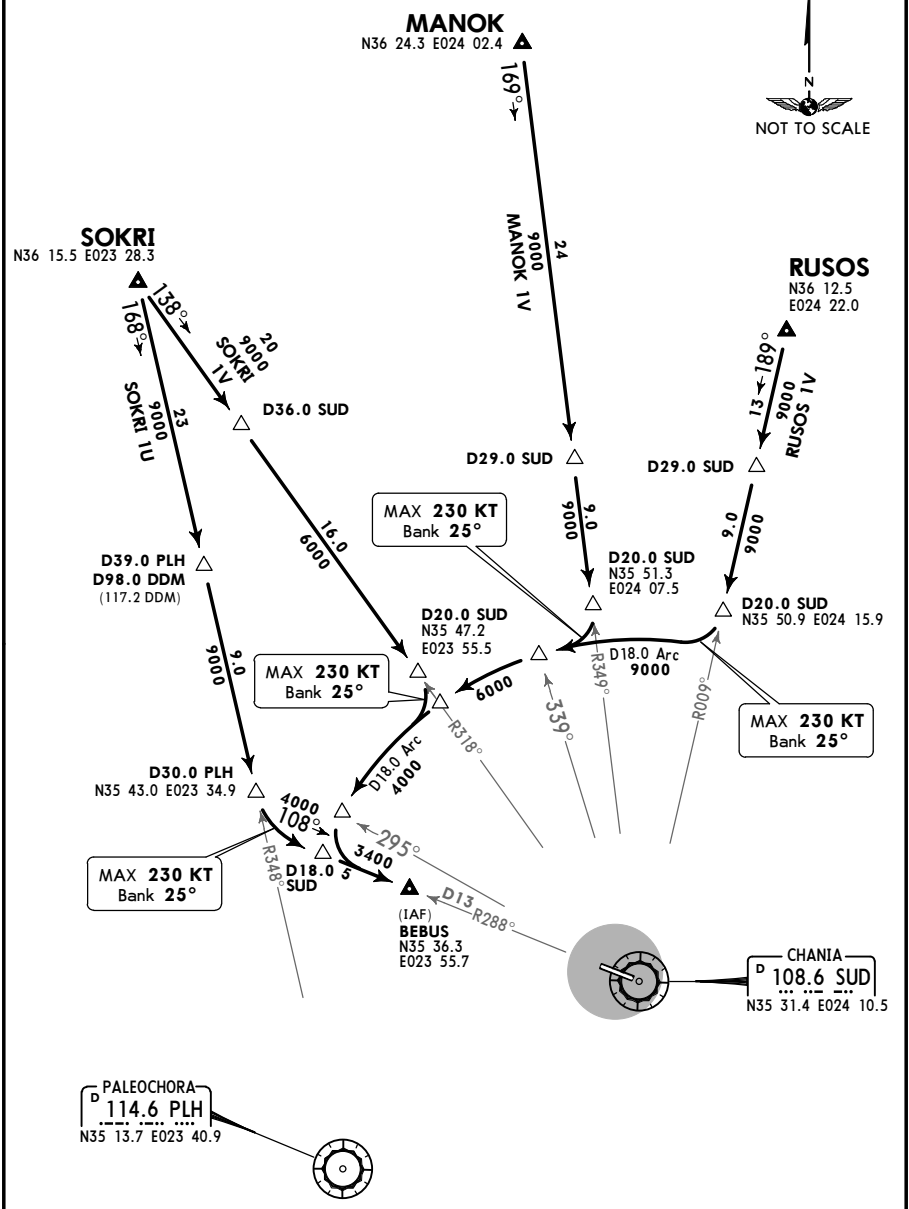 MANOK
N36 24.3 E024 02.4
169°
N
NOT TO SCALE
24
9000
MANOK 1V
SOKRI
N36 15.5 E023 28.3
138°
168°
20
9000
SOKRI
1V
23
9000
SOKRI 1U
RUSOS
N36 12.5
E024 22.0
189°
13
9000
RUSOS 1V
D36.0 SUD
D29.0 SUD
D29.0 SUD
MAX 230 KT
Bank 25°
9.0
9000
9.0
9000
16.0
6000
D39.0 PLH
D98.0 DDM
(117.2 DDM)
D20.0 SUD
N35 51.3
E024 07.5
D20.0 SUD
N35 50.9 E024 15.9
D20.0 SUD
N35 47.2
E023 55.5
9.0
9000
MAX 230 KT
Bank 25°
6000
D18.0 Arc
9000
R349°
R009°
339°
R318°
MAX 230 KT
Bank 25°
D18.0 Arc
4000
D30.0 PLH
N35 43.0 E023 34.9
4000
108°
295°
3400
R348°
MAX 230 KT
Bank 25°
D18.0
SUD
5
D13
R288°
(IAF)
BEBUS
N35 36.3
E023 55.7
CHANIA
D 108.6 SUD
N35 31.4 E024 10.5
PALEOCHORA
D 114.6 PLH
N35 13.7 E023 40.9